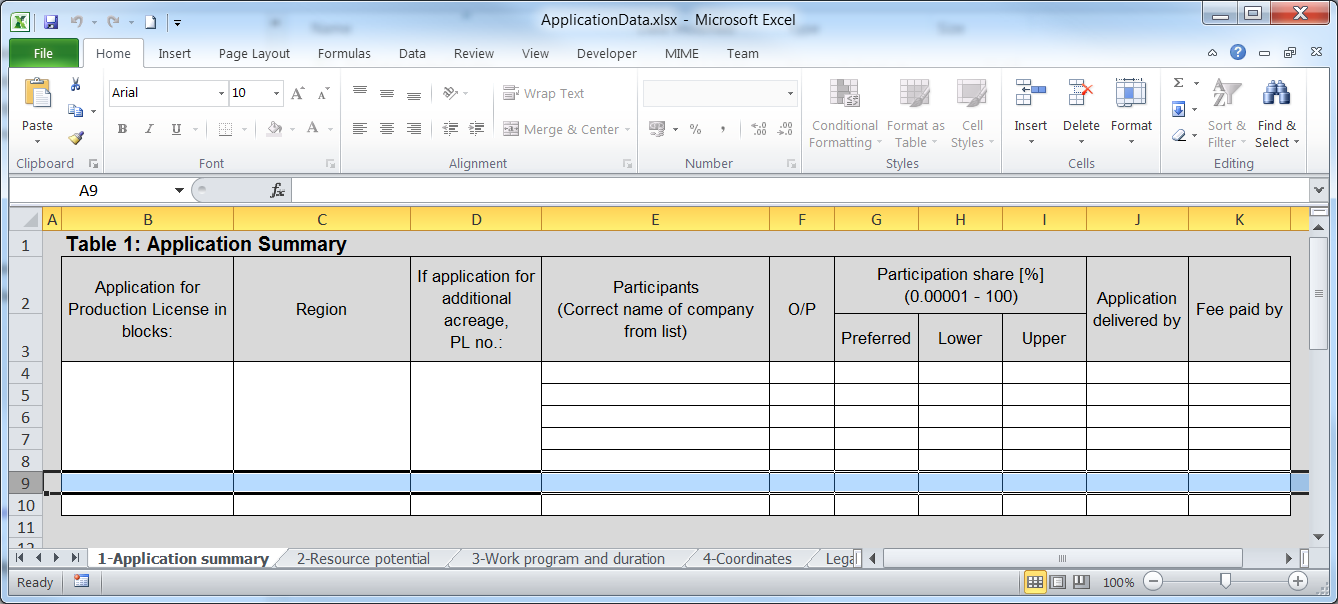 ApplicationData.xlsx - Microsoft Excel
File Home Insert Page Layout Formulas Data Review View Developer MIME Team
Arial 10
Wrap Text
Paste
Merge & Center
Conditional Formatting
Format as Table
Cell Styles
Insert Delete Format
Sort & Filter
Find & Select
Clipboard Font Alignment Number Styles Cells Editing
A9 fx
A B C D E F G H I J K
1 Table 1: Application Summary
2
3
Application for
Production License in
blocks:
Region
If application for
additional
acreage,
PL no.:
Participants
(Correct name of company
from list)
O/P
Participation share [%]
(0.00001 - 100)
Preferred Lower Upper
Application
delivered by
Fee paid by
4
5
6
7
8
9
10
11
12
1-Application summary 2-Resource potential 3-Work program and duration 4-Coordinates Lega
Ready 100%